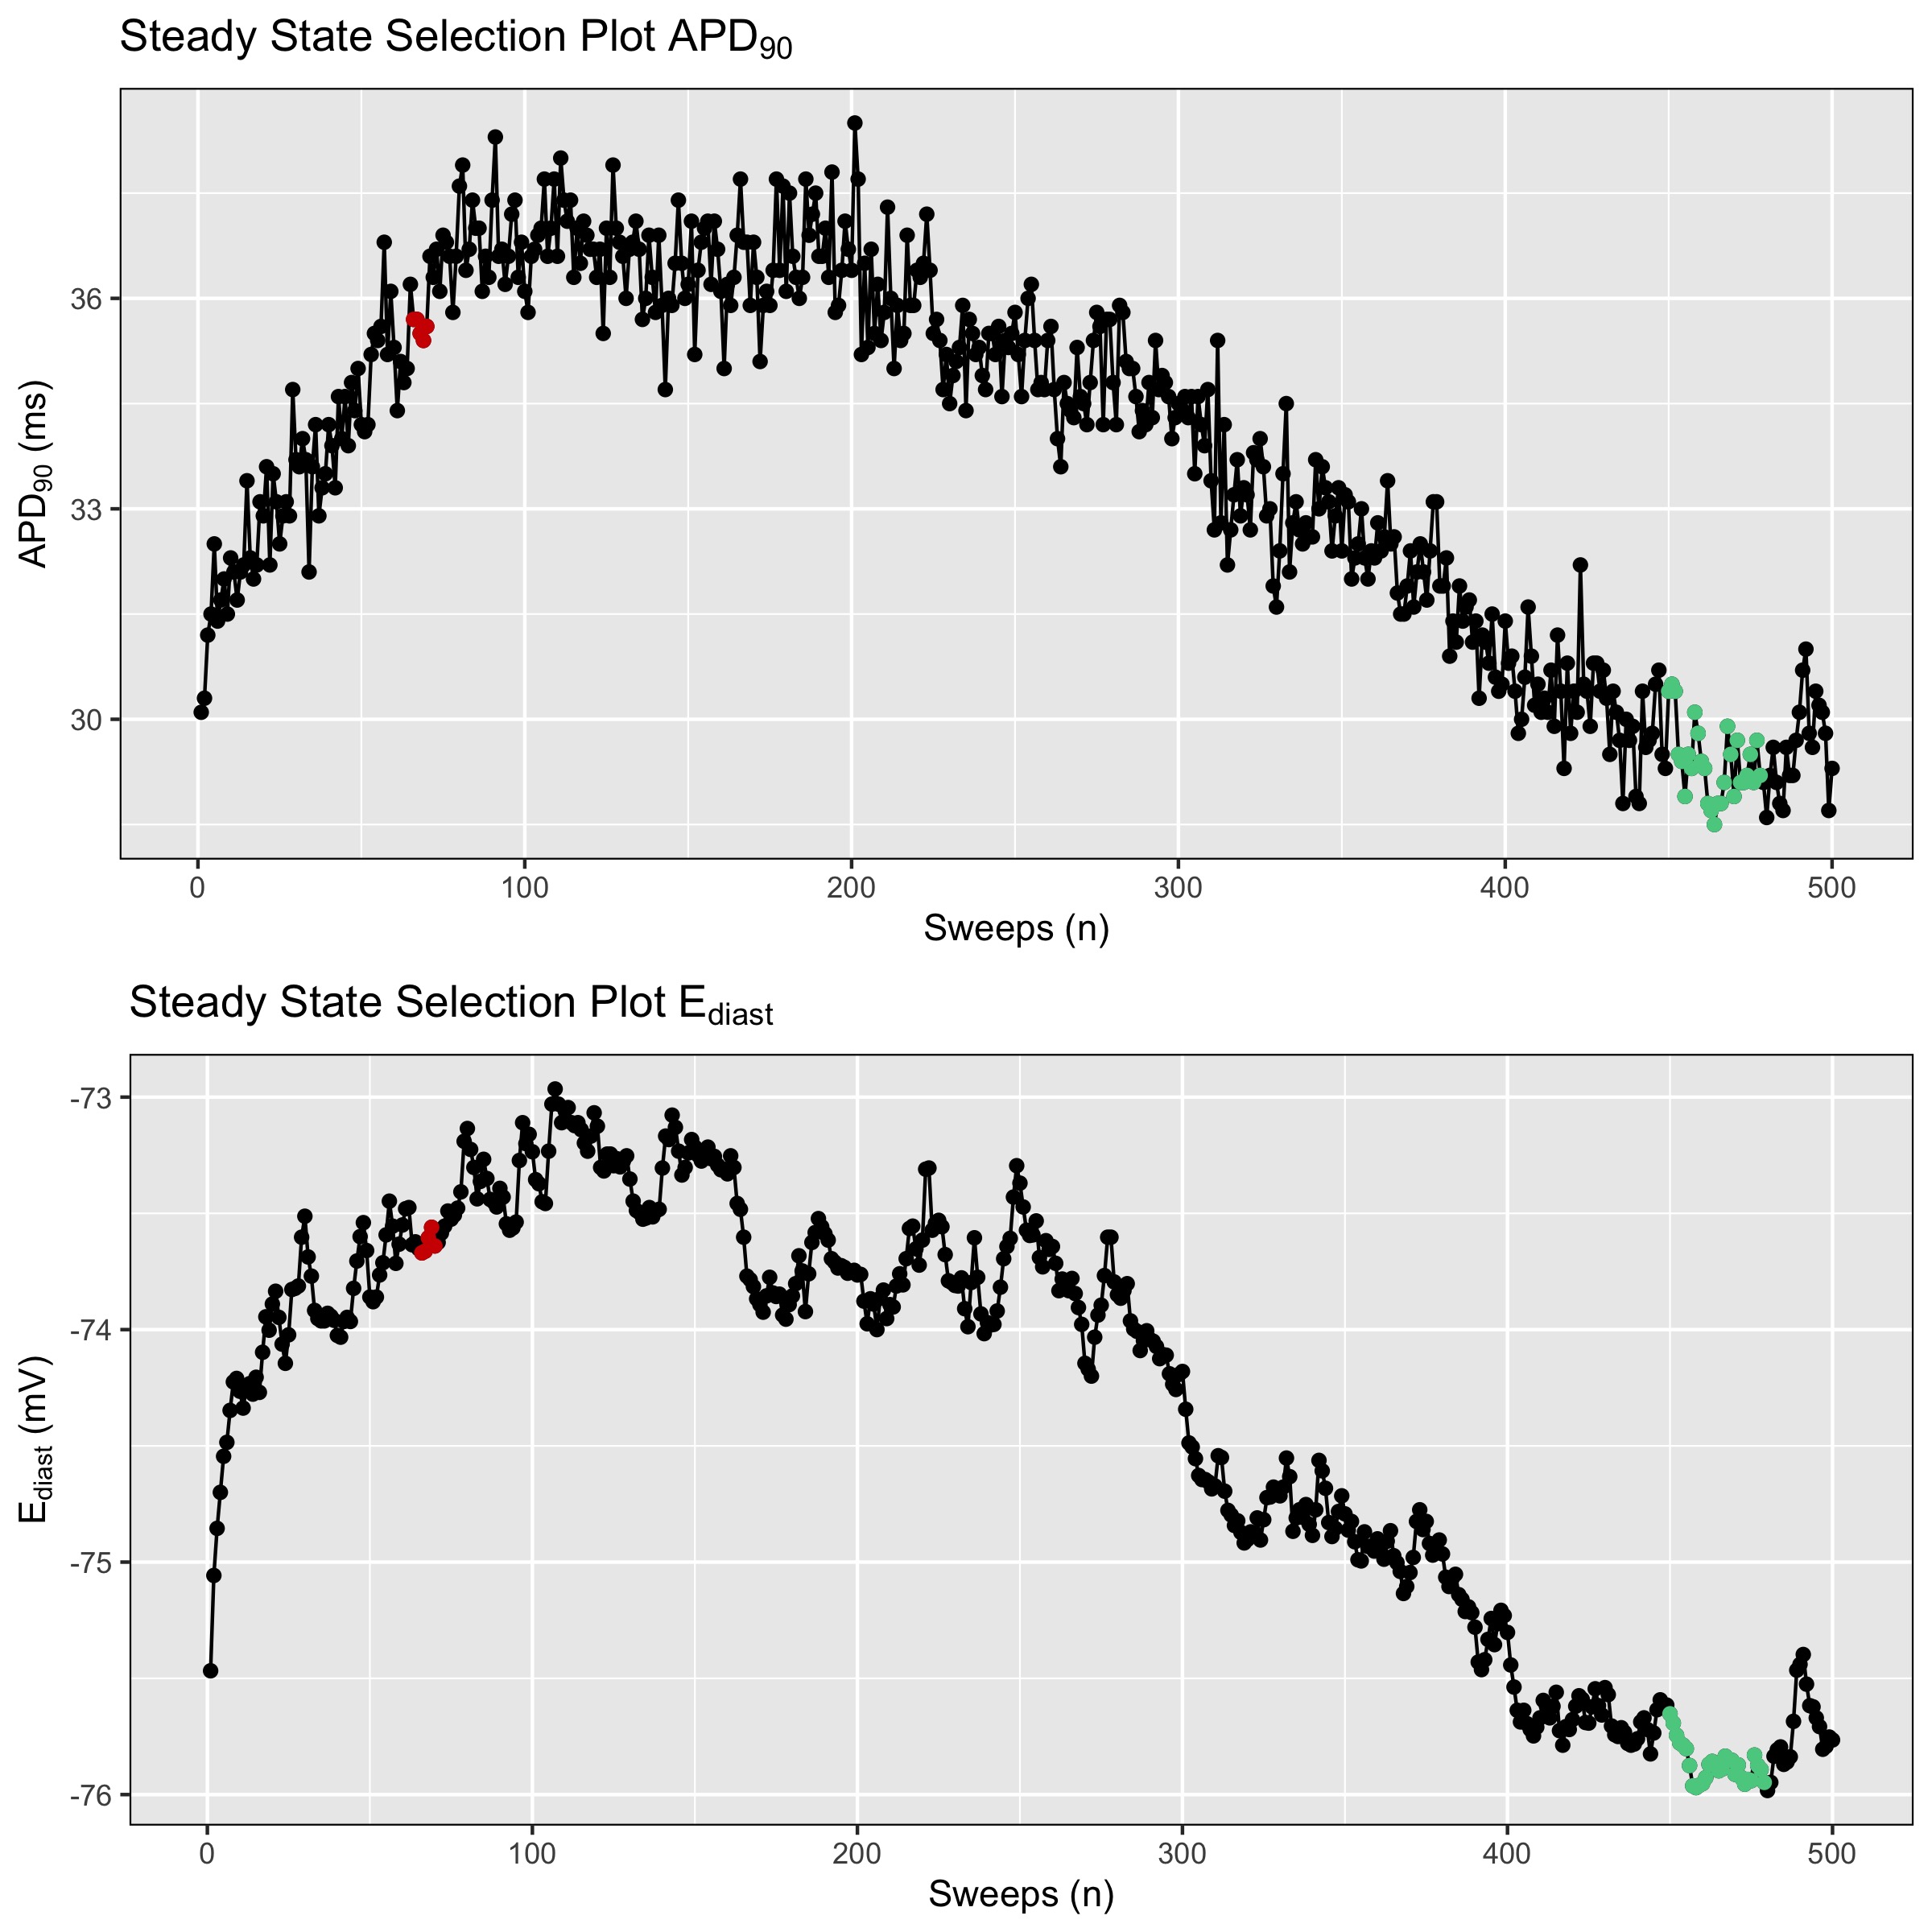 Steady State Selection Plot APD90
APD90 (ms)
36
33
30
0 100 200 300 400 500
Sweeps (n)
Steady State Selection Plot Ediast
Ediast (mV)
-73
-74
-75
-76
0 100 200 300 400 500
Sweeps (n)